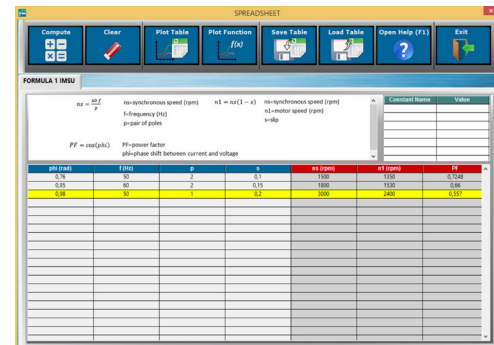 SPREADSHEET
Compute Clear Plot Table Plot Function Save Table Load Table Open Help (F1) Exit
f(x)
FORMULA 1 IMSU
ns = 60 f / p ns=synchronous speed (rpm) n1 = ns(1 − s) ns=synchronous speed (rpm)
f=frequency (Hz) n1=motor speed (rpm)
p=pair of poles s=slip
PF = cos(phi) PF=power factor
phi=phase shift between current and voltage
Constant Name Value
phi (rad) f (Hz) p s ns (rpm) n1 (rpm) PF
0,76 50 2 0,1 1500 1350 0,7248
0,85 60 2 0,15 1800 1530 0,66
0,98 50 1 0,2 3000 2400 0,557